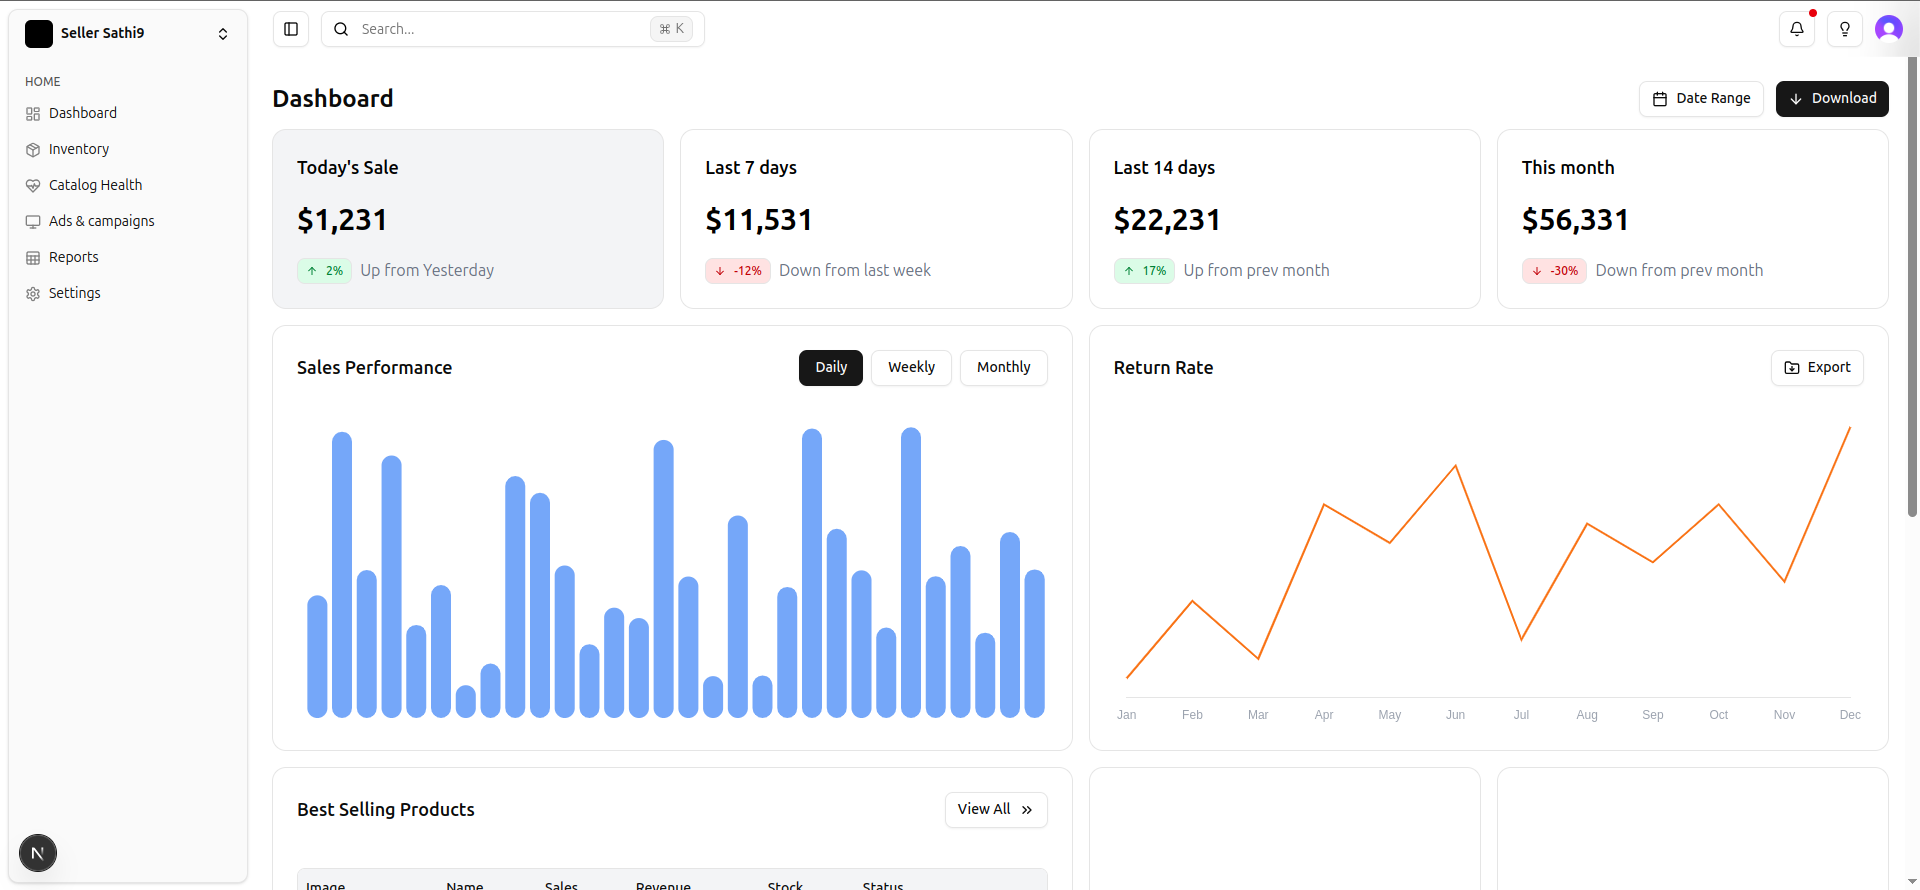 Seller Sathi9
HOME
Dashboard
Inventory
Catalog Health
Ads & campaigns
Reports
Settings
N
Search...
⌘ K
Dashboard
Date Range
Download
Today's Sale
$1,231
2% Up from Yesterday
Last 7 days
$11,531
-12% Down from last week
Last 14 days
$22,231
17% Up from prev month
This month
$56,331
-30% Down from prev month
Sales Performance
Daily Weekly Monthly
Return Rate
Export
Jan Feb Mar Apr May Jun Jul Aug Sep Oct Nov Dec
Best Selling Products
View All
Image Name Sales Revenue Stock Status